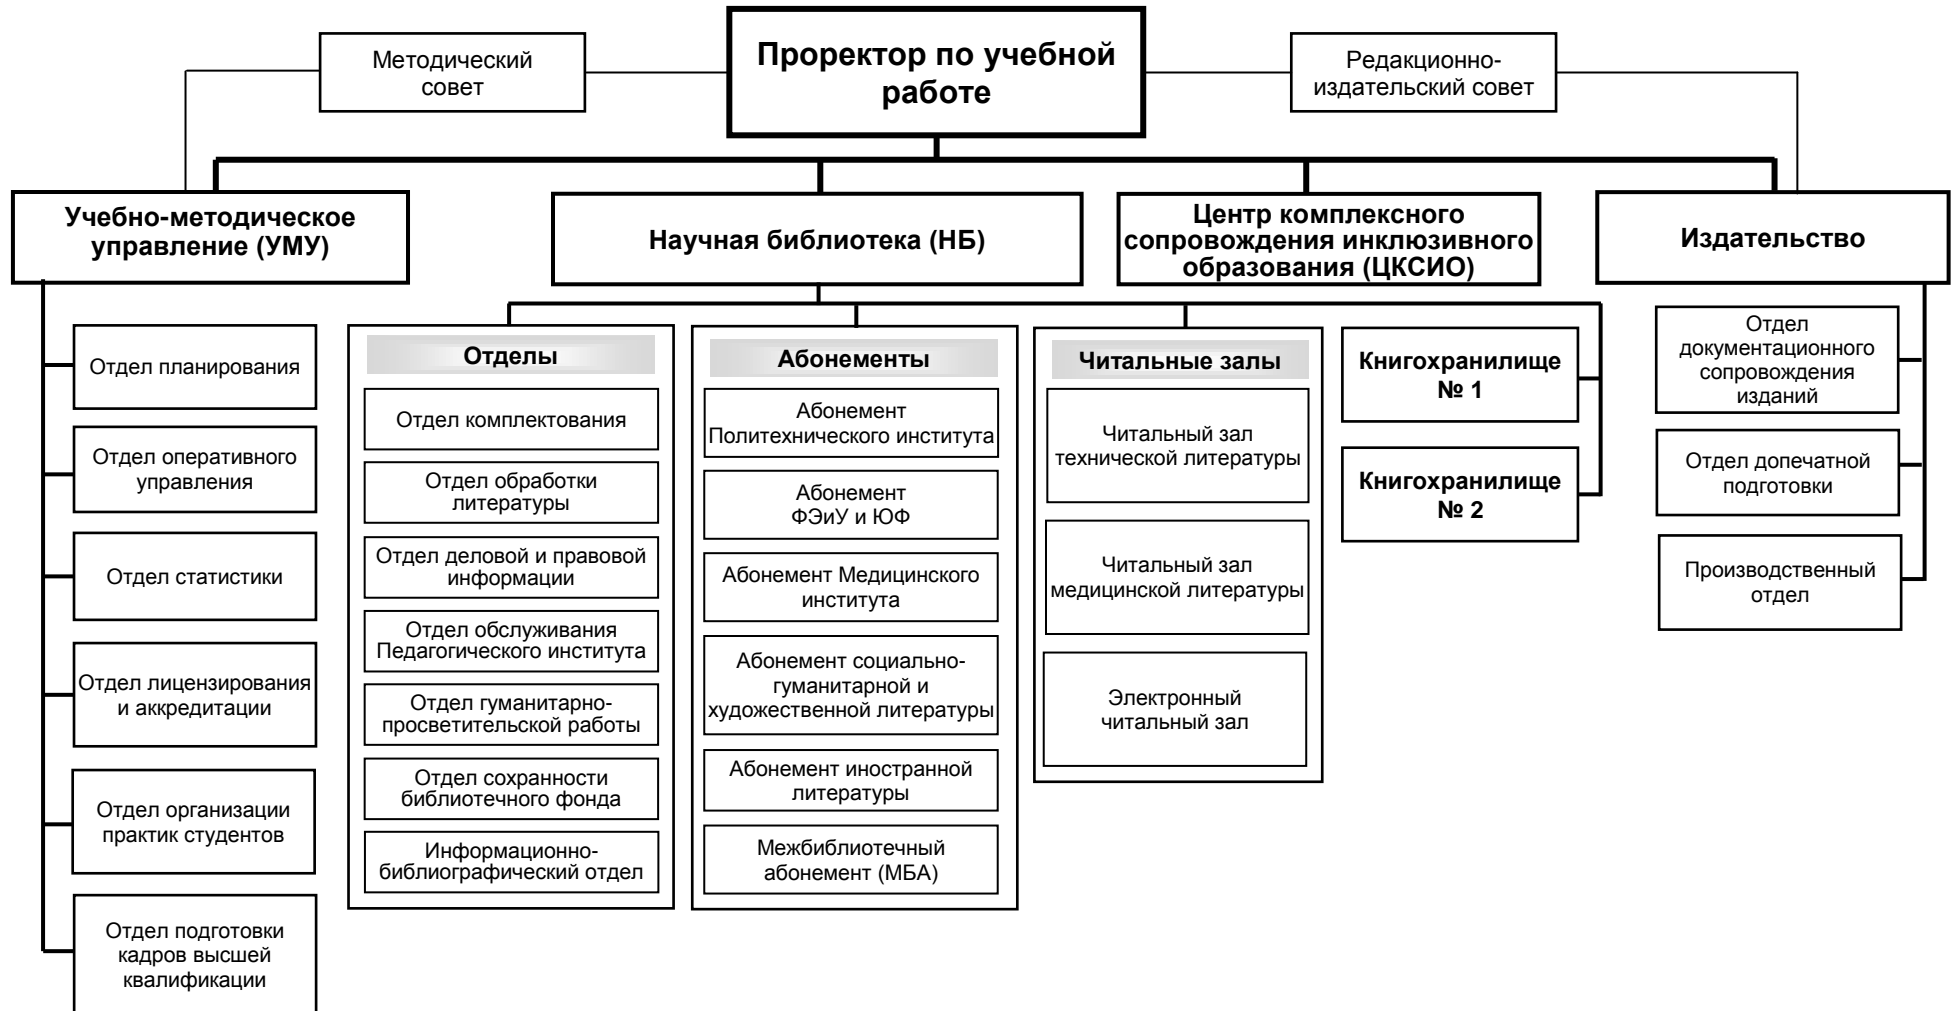 Методический
совет
Проректор по учебной
работе
Редакционно-
издательский совет
Учебно-методическое
управление (УМУ)
Научная библиотека (НБ)
Центр комплексного
сопровождения инклюзивного
образования (ЦКСИО)
Издательство
Отдел планирования
Отдел оперативного
управления
Отдел статистики
Отдел лицензирования
и аккредитации
Отдел организации
практик студентов
Отдел подготовки
кадров высшей
квалификации
Отделы
Отдел комплектования
Отдел обработки
литературы
Отдел деловой и правовой
информации
Отдел обслуживания
Педагогического института
Отдел гуманитарно-
просветительской работы
Отдел сохранности
библиотечного фонда
Информационно-
библиографический отдел
Абонементы
Абонемент
Политехнического института
Абонемент
ФЭиУ и ЮФ
Абонемент Медицинского
института
Абонемент социально-
гуманитарной и
художественной литературы
Абонемент иностранной
литературы
Межбиблиотечный
абонемент (МБА)
Читальные залы
Читальный зал
технической литературы
Читальный зал
медицинской литературы
Электронный
читальный зал
Книгохранилище
№ 1
Книгохранилище
№ 2
Отдел
документационного
сопровождения
изданий
Отдел допечатной
подготовки
Производственный
отдел